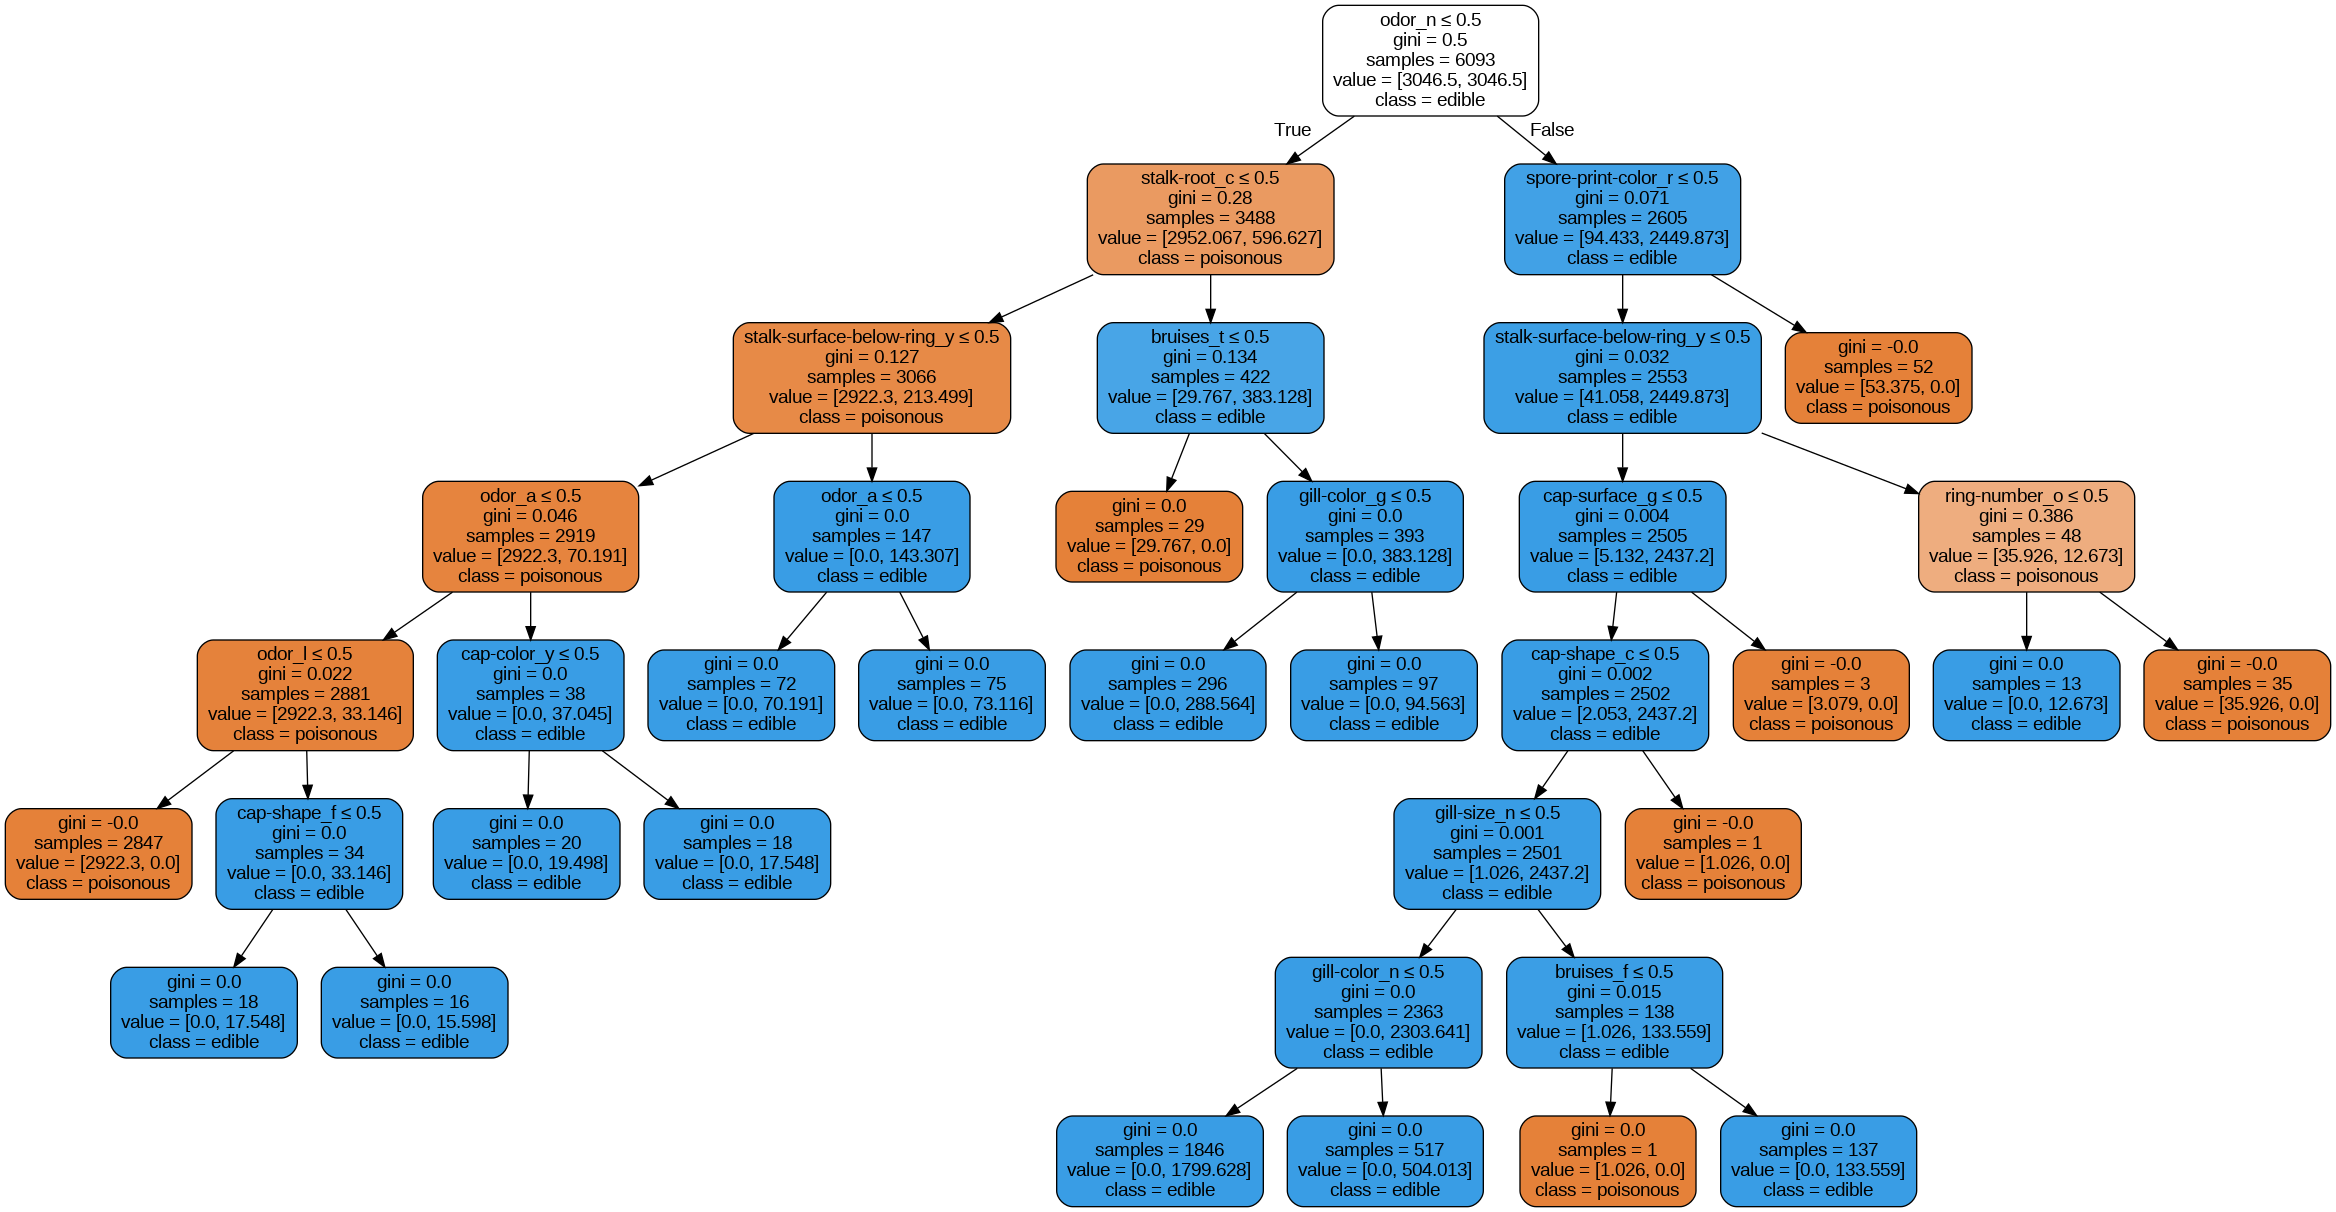 odor_n ≤ 0.5
gini = 0.5
samples = 6093
value = [3046.5, 3046.5]
class = edible
True
False
stalk-root_c ≤ 0.5
gini = 0.28
samples = 3488
value = [2952.067, 596.627]
class = poisonous
spore-print-color_r ≤ 0.5
gini = 0.071
samples = 2605
value = [94.433, 2449.873]
class = edible
stalk-surface-below-ring_y ≤ 0.5
gini = 0.127
samples = 3066
value = [2922.3, 213.499]
class = poisonous
bruises_t ≤ 0.5
gini = 0.134
samples = 422
value = [29.767, 383.128]
class = edible
stalk-surface-below-ring_y ≤ 0.5
gini = 0.032
samples = 2553
value = [41.058, 2449.873]
class = edible
gini = -0.0
samples = 52
value = [53.375, 0.0]
class = poisonous
odor_a ≤ 0.5
gini = 0.046
samples = 2919
value = [2922.3, 70.191]
class = poisonous
odor_a ≤ 0.5
gini = 0.0
samples = 147
value = [0.0, 143.307]
class = edible
gini = 0.0
samples = 29
value = [29.767, 0.0]
class = poisonous
gill-color_g ≤ 0.5
gini = 0.0
samples = 393
value = [0.0, 383.128]
class = edible
cap-surface_g ≤ 0.5
gini = 0.004
samples = 2505
value = [5.132, 2437.2]
class = edible
ring-number_o ≤ 0.5
gini = 0.386
samples = 48
value = [35.926, 12.673]
class = poisonous
odor_l ≤ 0.5
gini = 0.022
samples = 2881
value = [2922.3, 33.146]
class = poisonous
cap-color_y ≤ 0.5
gini = 0.0
samples = 38
value = [0.0, 37.045]
class = edible
gini = 0.0
samples = 72
value = [0.0, 70.191]
class = edible
gini = 0.0
samples = 75
value = [0.0, 73.116]
class = edible
gini = 0.0
samples = 296
value = [0.0, 288.564]
class = edible
gini = 0.0
samples = 97
value = [0.0, 94.563]
class = edible
cap-shape_c ≤ 0.5
gini = 0.002
samples = 2502
value = [2.053, 2437.2]
class = edible
gini = -0.0
samples = 3
value = [3.079, 0.0]
class = poisonous
gini = 0.0
samples = 13
value = [0.0, 12.673]
class = edible
gini = -0.0
samples = 35
value = [35.926, 0.0]
class = poisonous
gini = -0.0
samples = 2847
value = [2922.3, 0.0]
class = poisonous
cap-shape_f ≤ 0.5
gini = 0.0
samples = 34
value = [0.0, 33.146]
class = edible
gini = 0.0
samples = 20
value = [0.0, 19.498]
class = edible
gini = 0.0
samples = 18
value = [0.0, 17.548]
class = edible
gill-size_n ≤ 0.5
gini = 0.001
samples = 2501
value = [1.026, 2437.2]
class = edible
gini = -0.0
samples = 1
value = [1.026, 0.0]
class = poisonous
gini = 0.0
samples = 18
value = [0.0, 17.548]
class = edible
gini = 0.0
samples = 16
value = [0.0, 15.598]
class = edible
gill-color_n ≤ 0.5
gini = 0.0
samples = 2363
value = [0.0, 2303.641]
class = edible
bruises_f ≤ 0.5
gini = 0.015
samples = 138
value = [1.026, 133.559]
class = edible
gini = 0.0
samples = 1846
value = [0.0, 1799.628]
class = edible
gini = 0.0
samples = 517
value = [0.0, 504.013]
class = edible
gini = 0.0
samples = 1
value = [1.026, 0.0]
class = poisonous
gini = 0.0
samples = 137
value = [0.0, 133.559]
class = edible